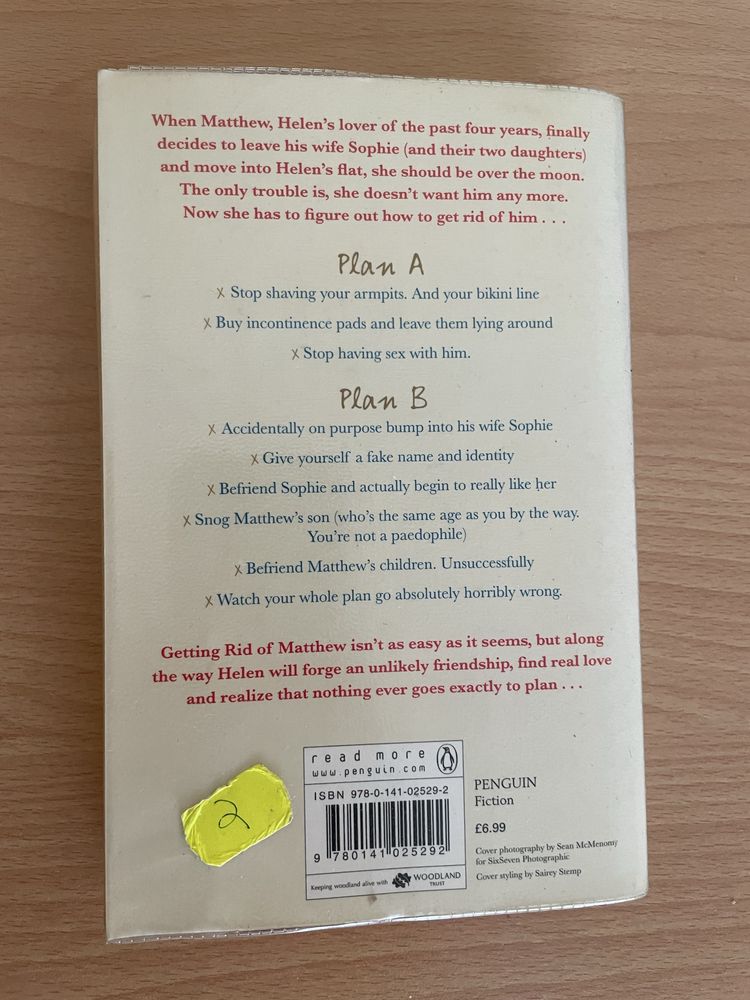 When Matthew, Helen's lover of the past four years, finally
decides to leave his wife Sophie (and their two daughters)
and move into Helen's flat, she should be over the moon.
The only trouble is, she doesn't want him any more.
Now she has to figure out how to get rid of him . . .
Plan A
x Stop shaving your armpits. And your bikini line
x Buy incontinence pads and leave them lying around
x Stop having sex with him.
Plan B
x Accidentally on purpose bump into his wife Sophie
x Give yourself a fake name and identity
x Befriend Sophie and actually begin to really like her
x Snog Matthew's son (who's the same age as you by the way.
You're not a paedophile)
x Befriend Matthew's children. Unsuccessfully
x Watch your whole plan go absolutely horribly wrong.
Getting Rid of Matthew isn't as easy as it seems, but along
the way Helen will forge an unlikely friendship, find real love
and realize that nothing ever goes exactly to plan . . .
2
read more
www.penguin.com
ISBN 978-0-141-02529-2
9 780141 025292
Keeping woodland alive with WOODLAND
TRUST
PENGUIN
Fiction
£6.99
Cover photography by Sean McMenomy
for SixSeven Photographic
Cover styling by Sairey Stemp